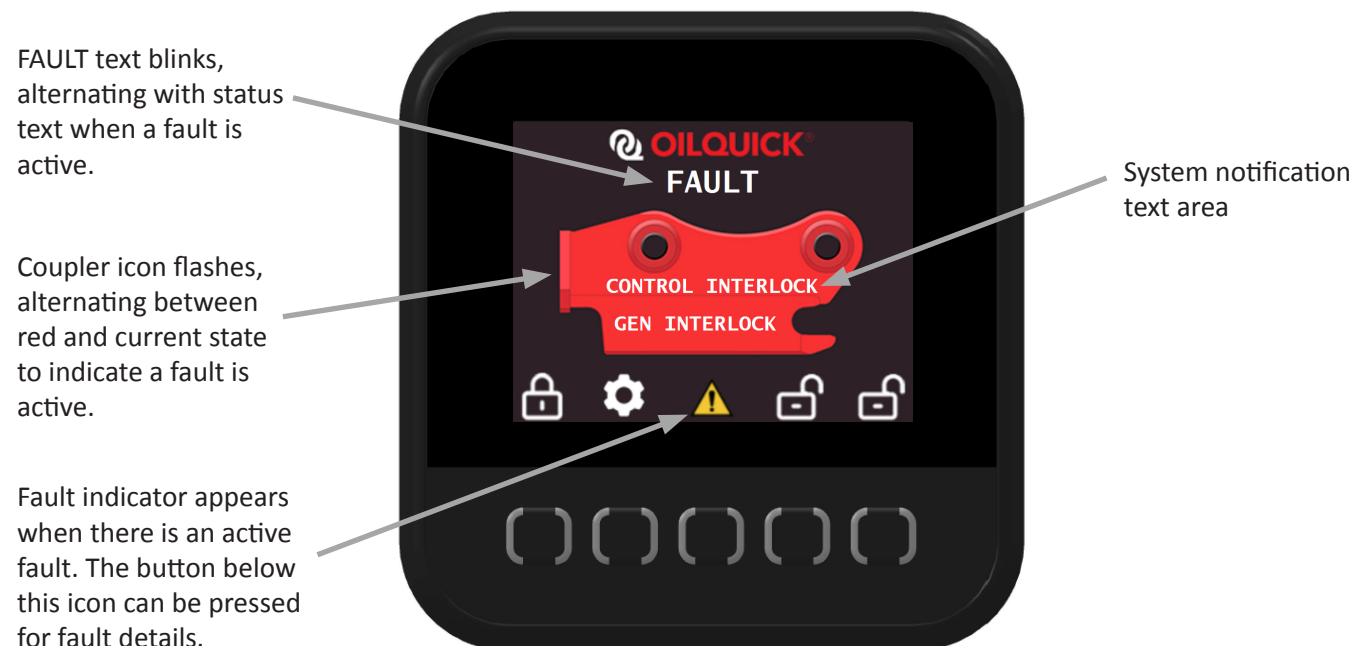 FAULT text blinks,
alternating with status
text when a fault is
active.
Coupler icon flashes,
alternating between
red and current state
to indicate a fault is
active.
Fault indicator appears
when there is an active
fault. The button below
this icon can be pressed
for fault details.
OILQUICK®
FAULT
CONTROL INTERLOCK
GEN INTERLOCK
System notification
text area